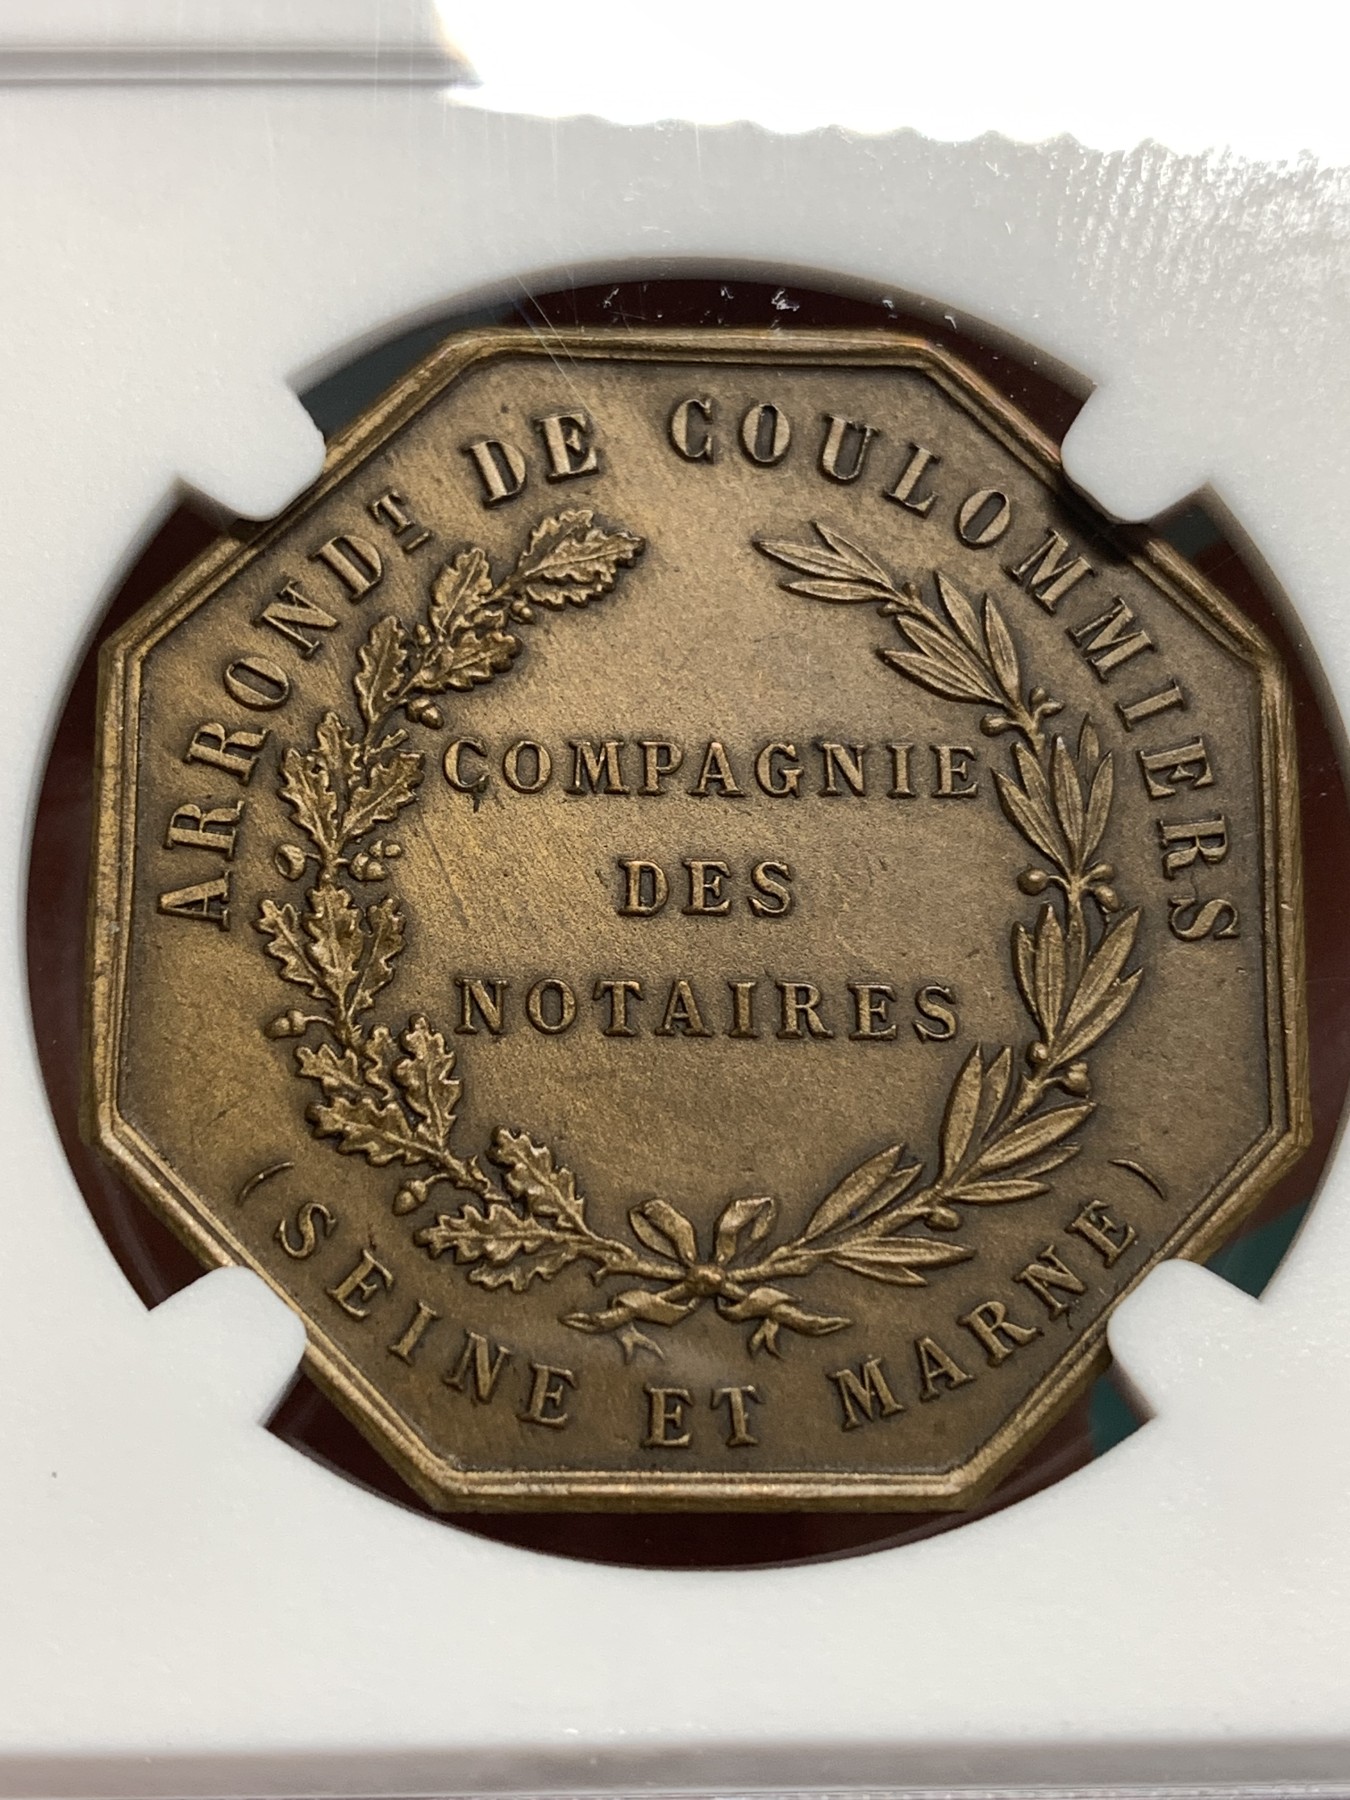 ARRONDT DE COULOMMIERS
COMPAGNIE
DES
NOTAIRES
(SEINE ET MARNE)